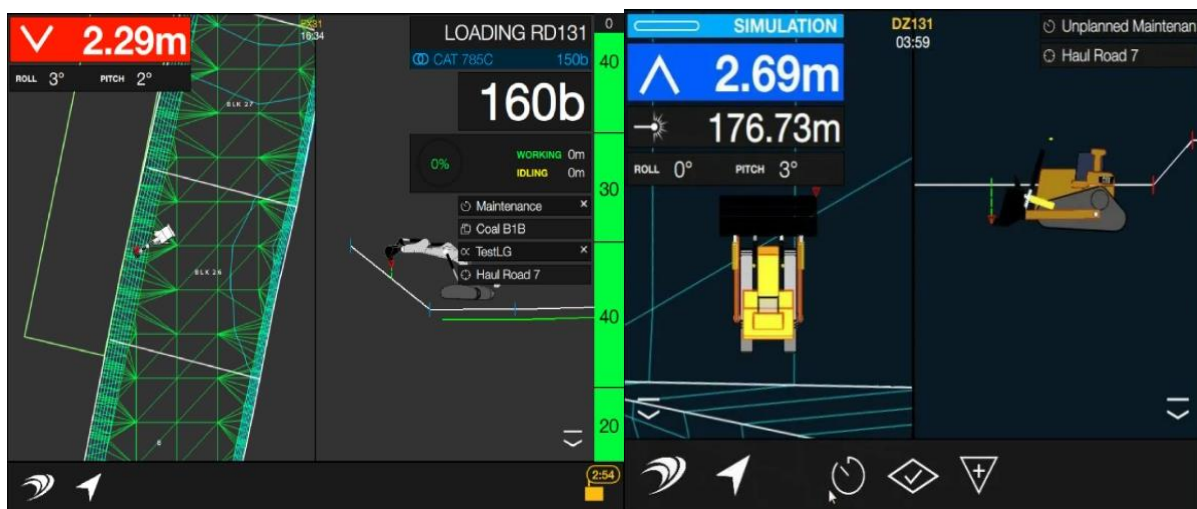 2.29m
ROLL 3° PITCH 2°
16:34
BLK 27
BLK 26
LOADING RD131
CAT 785C 150b
160b
0%
WORKING 0m
IDLING 0m
Maintenance ×
Coal B1B
TestLG ×
Haul Road 7
0
40
30
40
20
2:54
SIMULATION
2.69m
176.73m
ROLL 0° PITCH 3°
DZ131
03:59
Unplanned Maintenan
Haul Road 7